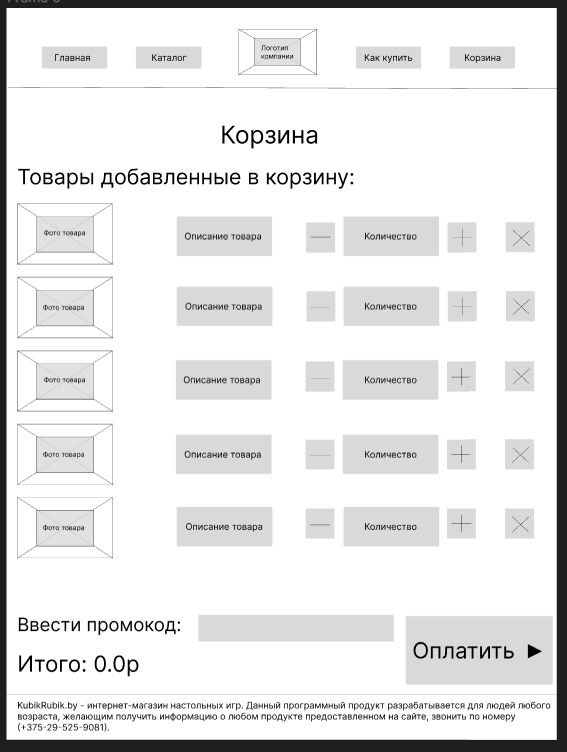 Frame 6
Главная
Каталог
Логотип
компании
Как купить
Корзина
Корзина
Товары добавленные в корзину:
Фото товара
Описание товара
Количество
Фото товара
Описание товара
Количество
Фото товара
Описание товара
Количество
Фото товара
Описание товара
Количество
Фото товара
Описание товара
Количество
Ввести промокод:
Оплатить ►
Итого: 0.0р
KubikRubik.by - интернет-магазин настольных игр. Данный программный продукт разрабатывается для людей любого
возраста, желающим получить информацию о любом продукте предоставленном на сайте, звонить по номеру
(+375-29-525-9081).